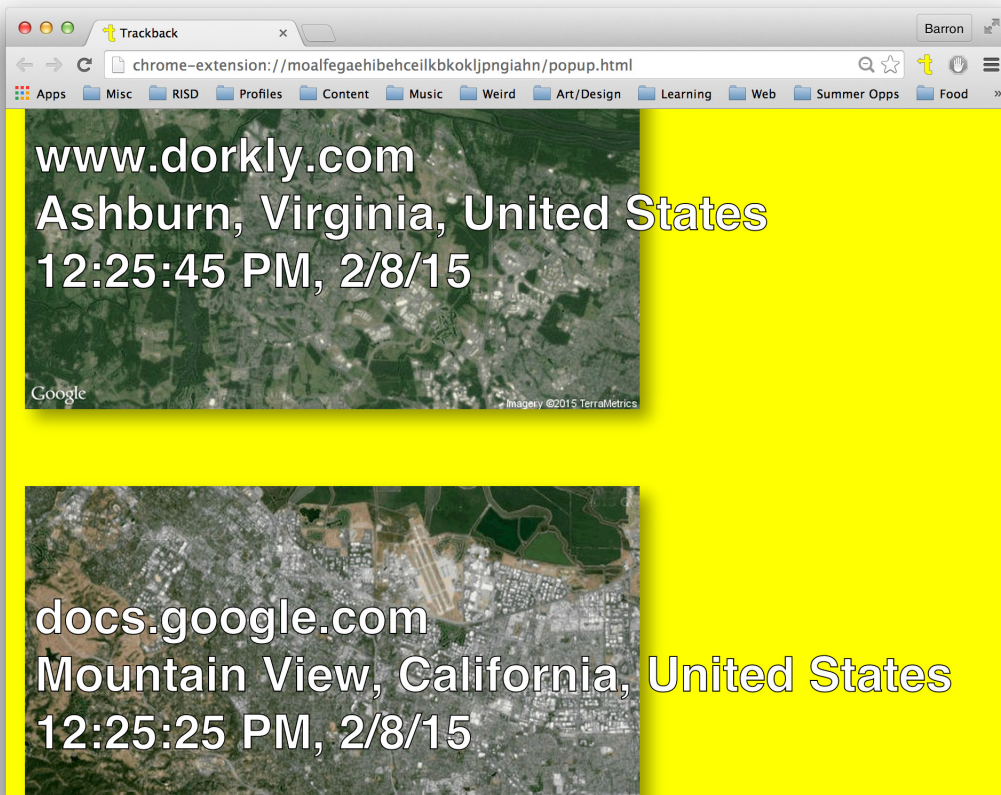 Trackback
Barron
chrome-extension://moalfegaehibehceilkbkokljpngiahn/popup.html
Apps Misc RISD Profiles Content Music Weird Art/Design Learning Web Summer Opps Food »
www.dorkly.com
Ashburn, Virginia, United States
12:25:45 PM, 2/8/15
Google
Imagery ©2015 TerraMetrics
docs.google.com
Mountain View, California, United States
12:25:25 PM, 2/8/15